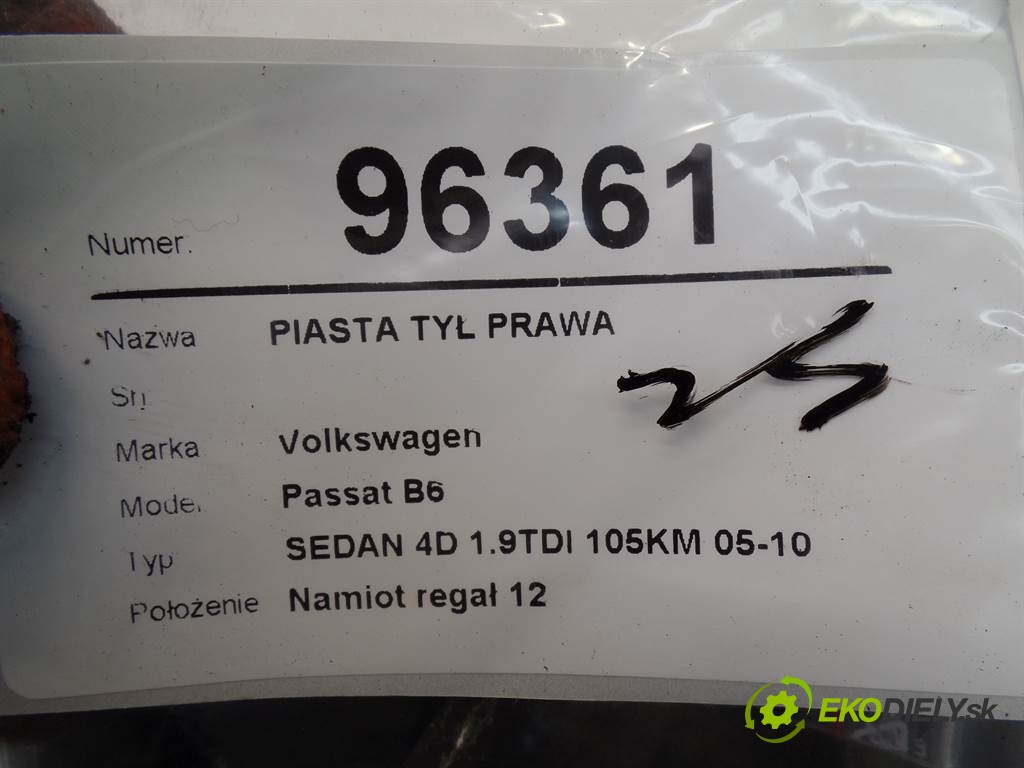 Numer. 96361
Nazwa PIASTA TYŁ PRAWA
Marka Volkswagen
Model Passat B6
Typ SEDAN 4D 1.9TDI 105KM 05-10
Położenie Namiot regał 12
EKODIELY.sk